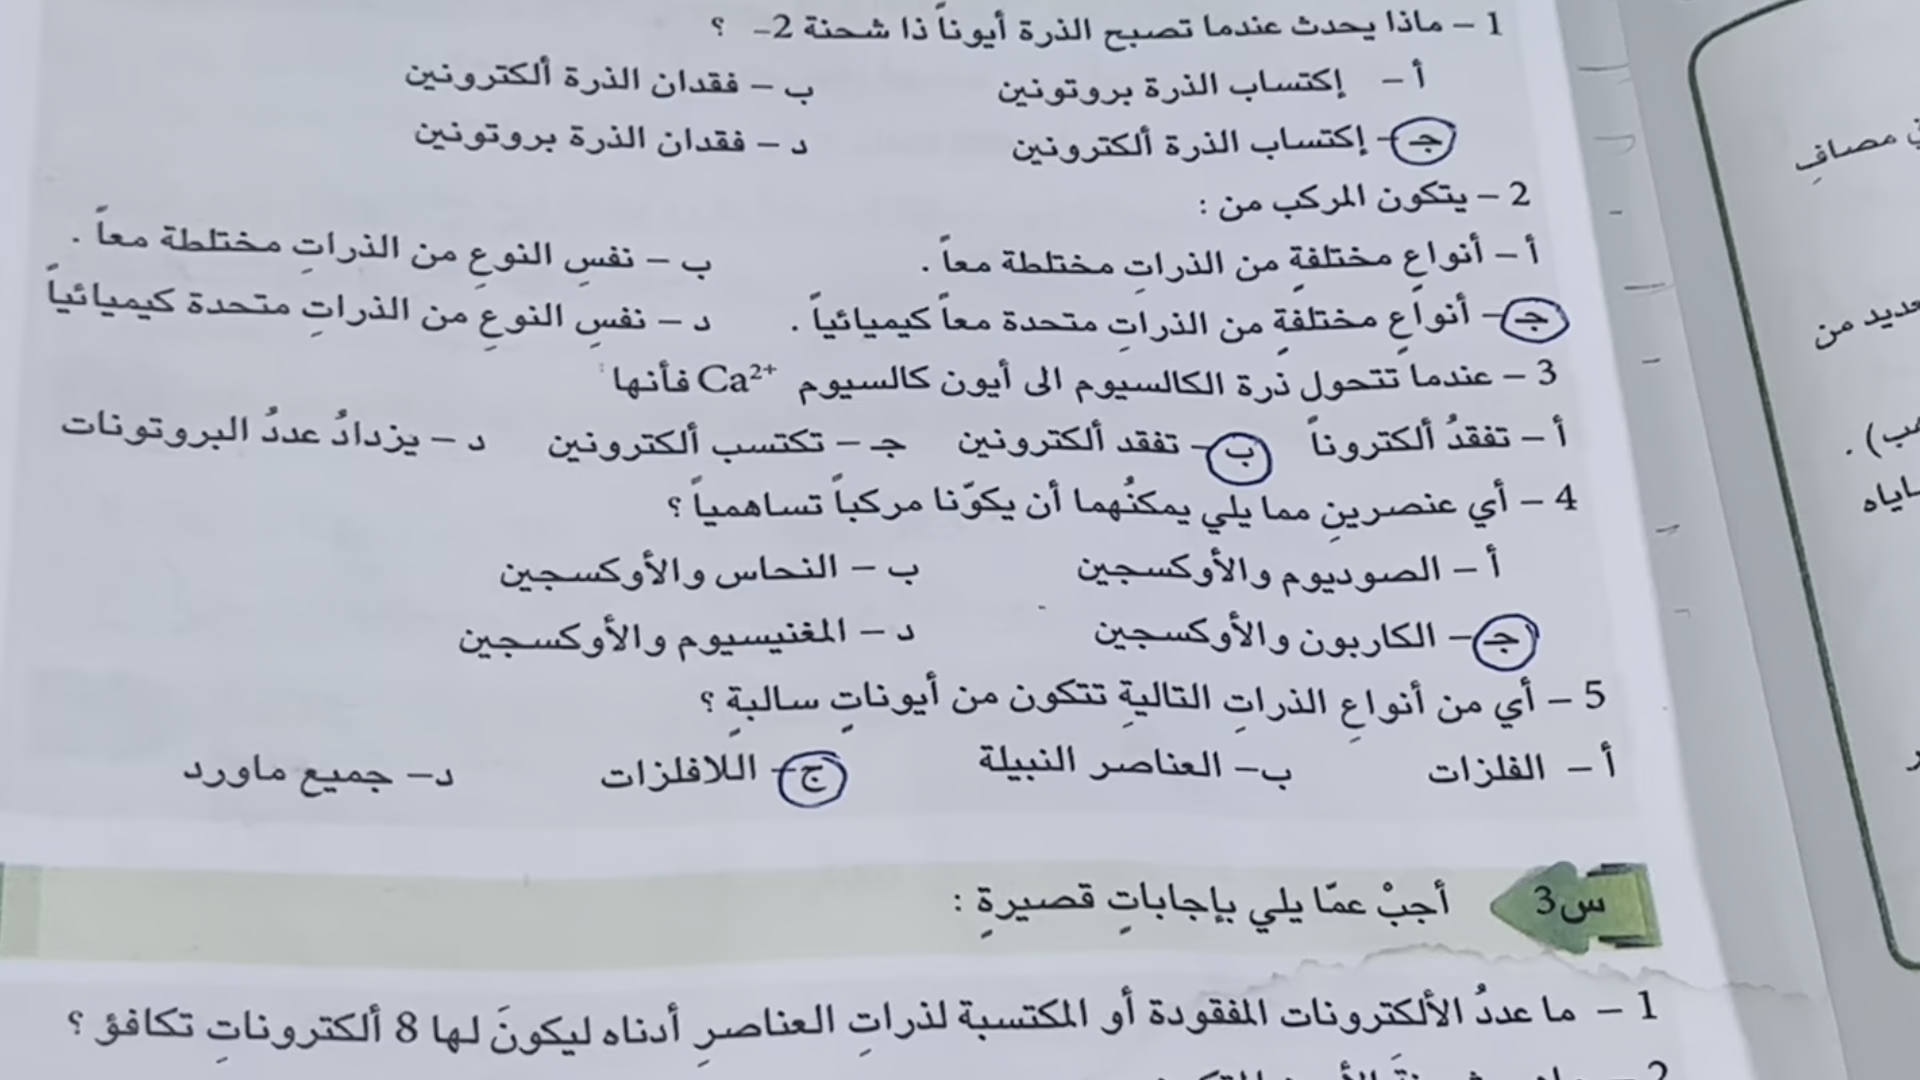 1 – ماذا يحدث عندما تصبح الذرة أيوناً ذا شحنة 2– ؟
أ – إكتساب الذرة بروتونين ب – فقدان الذرة ألكترونين
جـ – إكتساب الذرة ألكترونين د – فقدان الذرة بروتونين
2 – يتكون المركب من :
أ – أنواعٍ مختلفةٍ من الذراتِ مختلطة معاً . ب – نفسِ النوعِ من الذراتِ مختلطة معاً .
جـ – أنواعٍ مختلفةٍ من الذراتِ متحدة معاً كيميائياً . د – نفسِ النوعِ من الذراتِ متحدة كيميائياً
3 – عندما تتحول ذرة الكالسيوم الى أيون كالسيوم Ca²⁺ فأنها :
أ – تفقدُ ألكتروناً ب – تفقد ألكترونين جـ – تكتسب ألكترونين د – يزدادُ عددُ البروتونات
4 – أي عنصرينِ مما يلي يمكنُهما أن يكوّنا مركباً تساهمياً ؟
أ – الصوديوم والأوكسجين ب – النحاس والأوكسجين
جـ – الكاربون والأوكسجين د – المغنيسيوم والأوكسجين
5 – أي من أنواعِ الذراتِ التاليةِ تتكون من أيوناتٍ سالبةٍ ؟
أ – الفلزات ب– العناصر النبيلة ج– اللافلزات د– جميع ماورد
س3 أجبْ عمّا يلي بإجاباتٍ قصيرةٍ :
1 – ما عددُ الألكترونات المفقودة أو المكتسبة لذراتِ العناصرِ أدناه ليكونَ لها 8 ألكتروناتِ تكافؤ ؟
2 –
مصافِ
حديد من